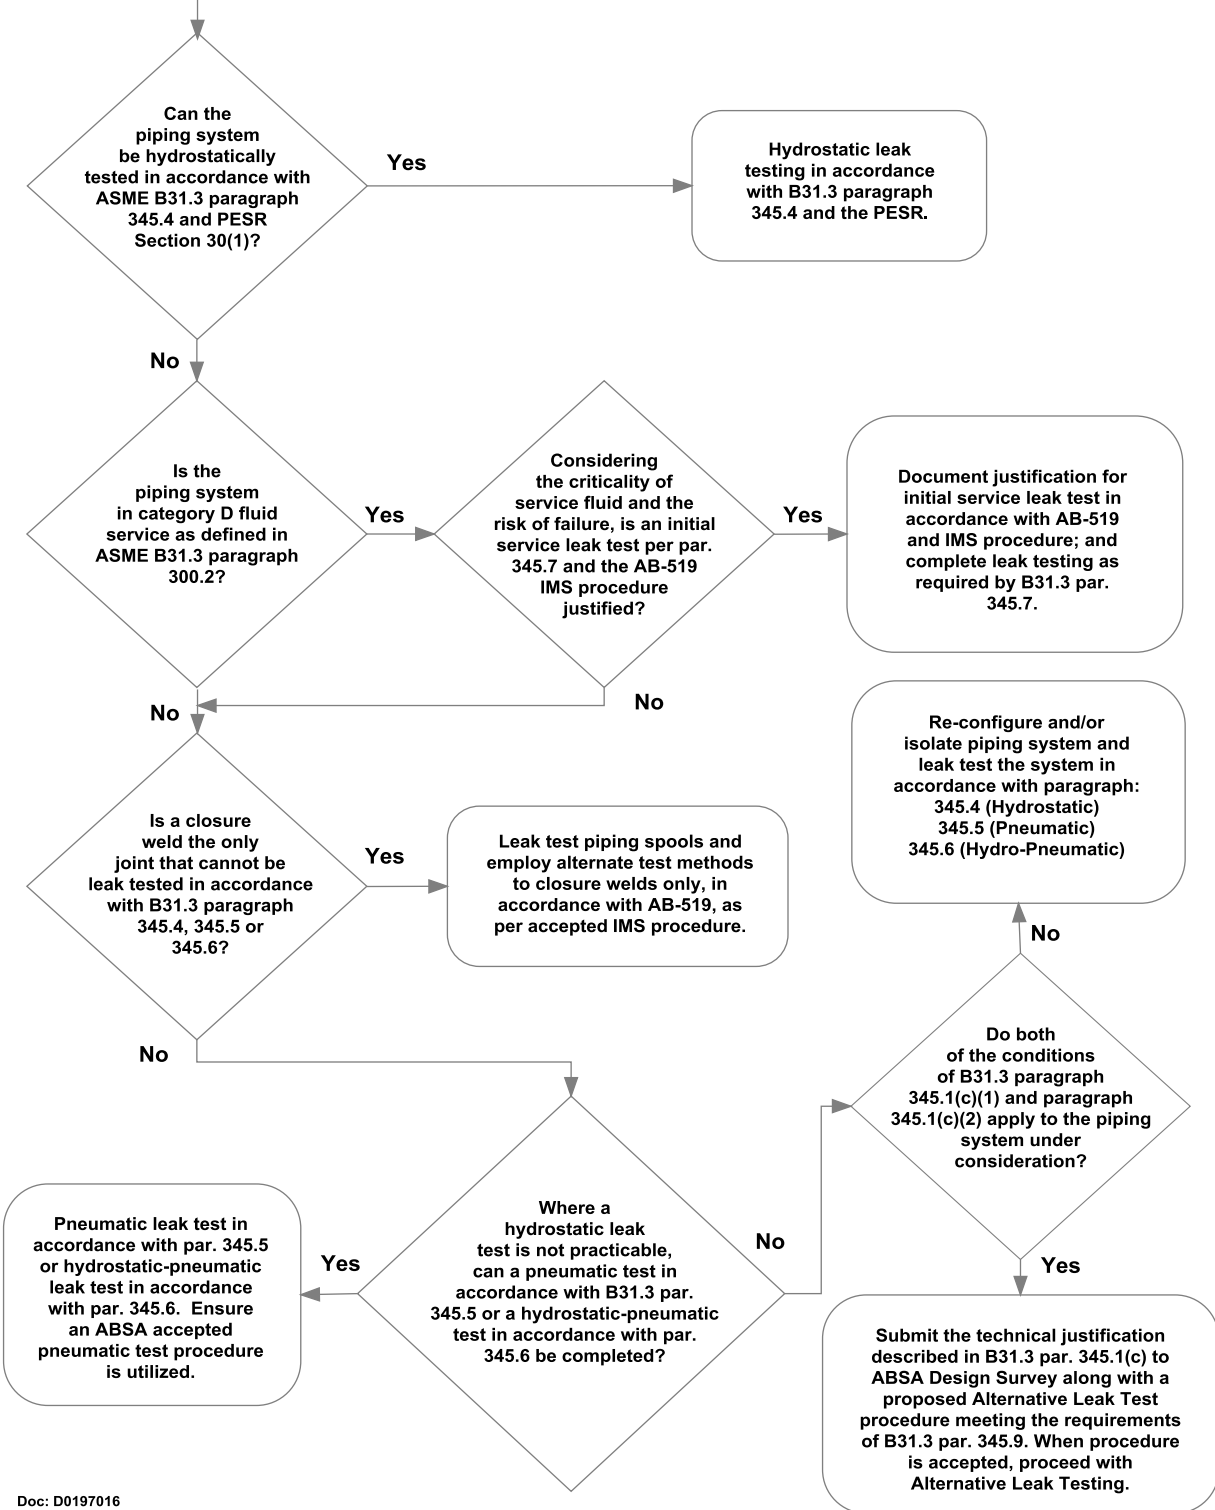 Can the
piping system
be hydrostatically
tested in accordance with
ASME B31.3 paragraph
345.4 and PESR
Section 30(1)?
Yes
Hydrostatic leak
testing in accordance
with B31.3 paragraph
345.4 and the PESR.
No
Is the
piping system
in category D fluid
service as defined in
ASME B31.3 paragraph
300.2?
Yes
Considering
the criticality of
service fluid and the
risk of failure, is an initial
service leak test per par.
345.7 and the AB-519
IMS procedure
justified?
Yes
Document justification for
initial service leak test in
accordance with AB-519
and IMS procedure; and
complete leak testing as
required by B31.3 par.
345.7.
No
No
Is a closure
weld the only
joint that cannot be
leak tested in accordance
with B31.3 paragraph
345.4, 345.5 or
345.6?
Yes
Leak test piping spools and
employ alternate test methods
to closure welds only, in
accordance with AB-519, as
per accepted IMS procedure.
Re-configure and/or
isolate piping system and
leak test the system in
accordance with paragraph:
345.4 (Hydrostatic)
345.5 (Pneumatic)
345.6 (Hydro-Pneumatic)
No
No
Do both
of the conditions
of B31.3 paragraph
345.1(c)(1) and paragraph
345.1(c)(2) apply to the piping
system under
consideration?
Pneumatic leak test in
accordance with par. 345.5
or hydrostatic-pneumatic
leak test in accordance
with par. 345.6.  Ensure
an ABSA accepted
pneumatic test procedure
is utilized.
Yes
Where a
hydrostatic leak
test is not practicable,
can a pneumatic test in
accordance with B31.3 par.
345.5 or a hydrostatic-pneumatic
test in accordance with par.
345.6 be completed?
No
Yes
Submit the technical justification
described in B31.3 par. 345.1(c) to
ABSA Design Survey along with a
proposed Alternative Leak Test
procedure meeting the requirements
of B31.3 par. 345.9. When procedure
is accepted, proceed with
Alternative Leak Testing.
Doc: D0197016